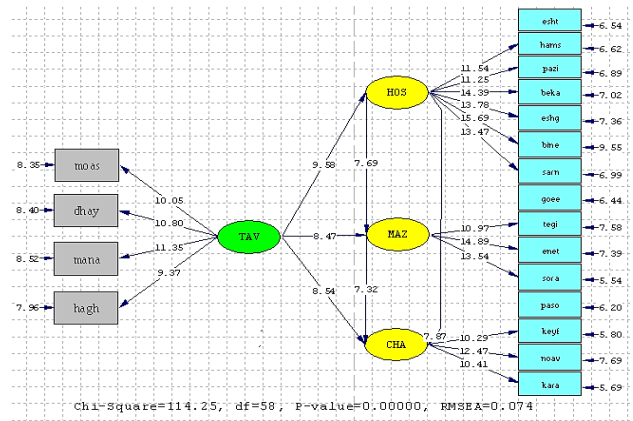 esht
6.54
hams
6.62
11.54
pazi
6.89
11.25
HOS
14.39
beka
7.02
13.78
eshg
7.36
15.69
bine
9.55
13.47
sarn
6.99
8.35
moas
9.58
7.69
goee
6.44
10.05
8.40
dhay
10.80
10.97
tegi
7.58
TAV
8.47
MAZ
14.89
enet
7.39
11.35
8.52
mana
13.54
sora
5.54
9.37
8.54
7.32
7.96
hagh
paso
6.20
7.87
10.29
keyf
5.80
CHA
12.47
noav
7.69
10.41
kara
5.69
Chi-Square=114.25, df=58, P-value=0.00000, RMSEA=0.074